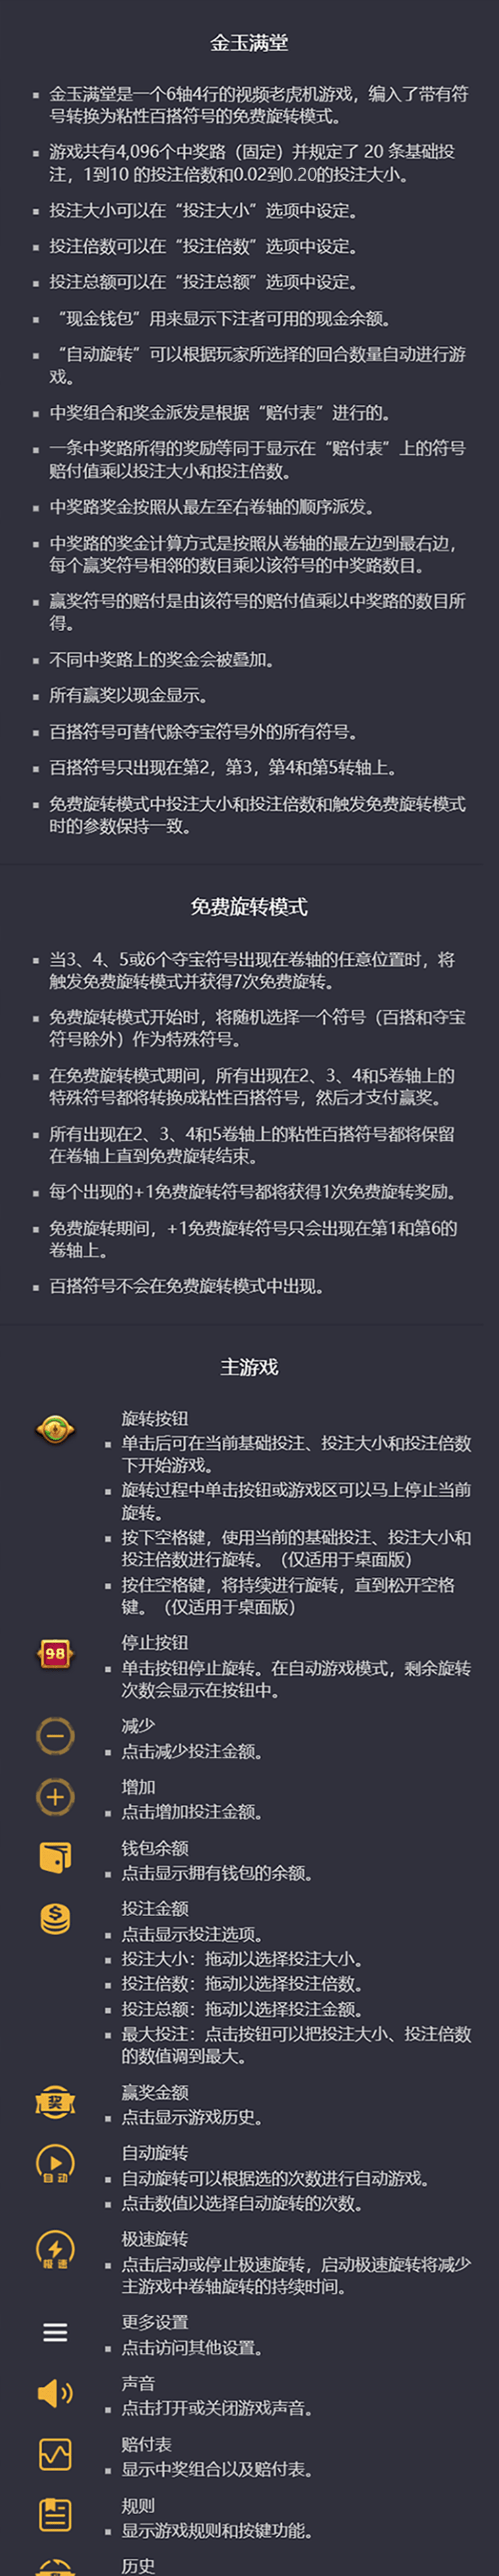 金玉满堂
▪ 金玉满堂是一个6轴4行的视频老虎机游戏，编入了带有符
号转换为粘性百搭符号的免费旋转模式。
▪ 游戏共有4,096个中奖路（固定）并规定了 20 条基础投
注，1到10 的投注倍数和0.02到0.20的投注大小。
▪ 投注大小可以在“投注大小”选项中设定。
▪ 投注倍数可以在“投注倍数”选项中设定。
▪ 投注总额可以在“投注总额”选项中设定。
▪ “现金钱包”用来显示下注者可用的现金余额。
▪ “自动旋转”可以根据玩家所选择的回合数量自动进行游
戏。
▪ 中奖组合和奖金派发是根据“赔付表”进行的。
▪ 一条中奖路所得的奖励等同于显示在“赔付表”上的符号
赔付值乘以投注大小和投注倍数。
▪ 中奖路奖金按照从最左至右卷轴的顺序派发。
▪ 中奖路的奖金计算方式是按照从卷轴的最左边到最右边，
每个赢奖符号相邻的数目乘以该符号的中奖路数目。
▪ 赢奖符号的赔付是由该符号的赔付值乘以中奖路的数目所
得。
▪ 不同中奖路上的奖金会被叠加。
▪ 所有赢奖以现金显示。
▪ 百搭符号可替代除夺宝符号外的所有符号。
▪ 百搭符号只出现在第2，第3，第4和第5转轴上。
▪ 免费旋转模式中投注大小和投注倍数和触发免费旋转模式
时的参数保持一致。
免费旋转模式
▪ 当3、4、5或6个夺宝符号出现在卷轴的任意位置时，将
触发免费旋转模式并获得7次免费旋转。
▪ 免费旋转模式开始时，将随机选择一个符号（百搭和夺宝
符号除外）作为特殊符号。
▪ 在免费旋转模式期间，所有出现在2、3、4和5卷轴上的
特殊符号都将转换成粘性百搭符号，然后才支付赢奖。
▪ 所有出现在2、3、4和5卷轴上的粘性百搭符号都将保留
在卷轴上直到免费旋转结束。
▪ 每个出现的+1免费旋转符号都将获得1次免费旋转奖励。
▪ 免费旋转期间，+1免费旋转符号只会出现在第1和第6的
卷轴上。
▪ 百搭符号不会在免费旋转模式中出现。
主游戏
旋转按钮
▪ 单击后可在当前基础投注、投注大小和投注倍数
下开始游戏。
▪ 旋转过程中单击按钮或游戏区可以马上停止当前
旋转。
▪ 按下空格键，使用当前的基础投注、投注大小和
投注倍数进行旋转。（仅适用于桌面版）
▪ 按住空格键，将持续进行旋转，直到松开空格
键。（仅适用于桌面版）
98
停止按钮
▪ 单击按钮停止旋转。在自动游戏模式，剩余旋转
次数会显示在按钮中。
减少
▪ 点击减少投注金额。
增加
▪ 点击增加投注金额。
钱包余额
▪ 点击显示拥有钱包的余额。
投注金额
▪ 点击显示投注选项。
▪ 投注大小：拖动以选择投注大小。
▪ 投注倍数：拖动以选择投注倍数。
▪ 投注总额：拖动以选择投注金额。
▪ 最大投注：点击按钮可以把投注大小、投注倍数
的数值调到最大。
奖
赢奖金额
▪ 点击显示游戏历史。
自动
自动旋转
▪ 自动旋转可以根据选的次数进行自动游戏。
▪ 点击数值以选择自动旋转的次数。
极速
极速旋转
▪ 点击启动或停止极速旋转，启动极速旋转将减少
主游戏中卷轴旋转的持续时间。
更多设置
▪ 点击访问其他设置。
声音
▪ 点击打开或关闭游戏声音。
赔付表
▪ 显示中奖组合以及赔付表。
规则
▪ 显示游戏规则和按键功能。
历史